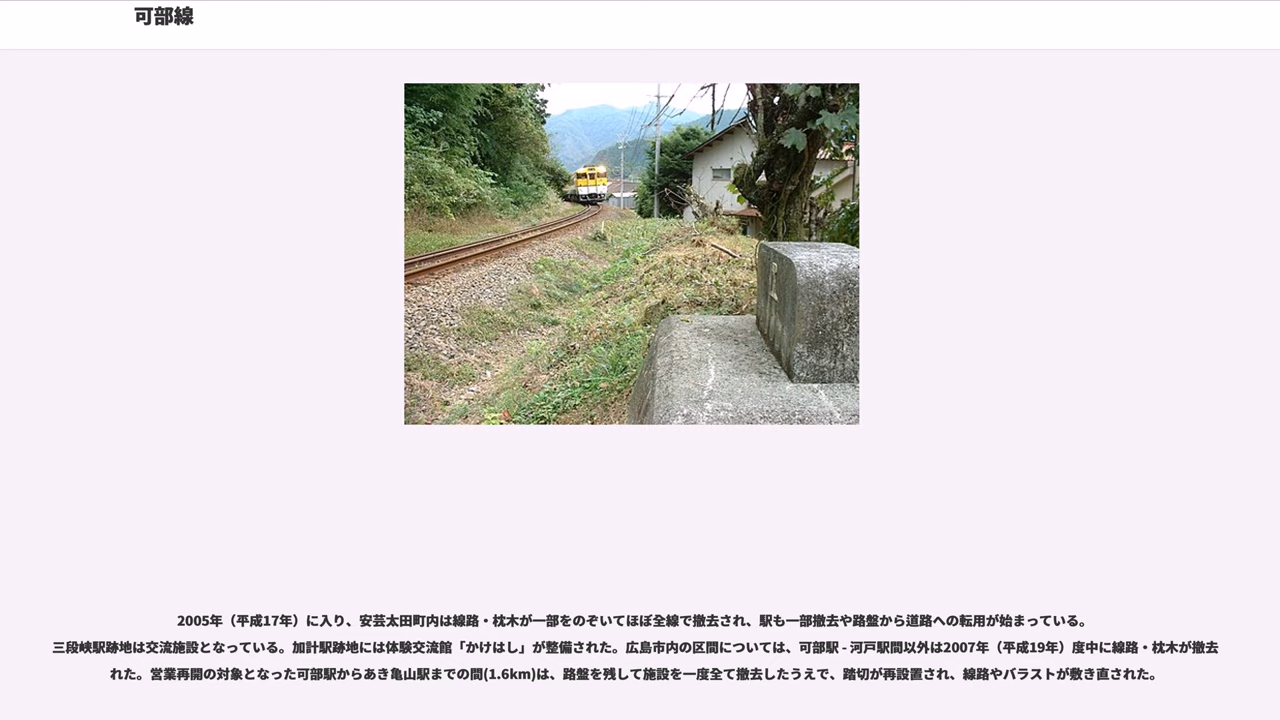 可部線
2005年（平成17年）に入り、安芸太田町内は線路・枕木が一部をのぞいてほぼ全線で撤去され、駅も一部撤去や路盤から道路への転用が始まっている。
三段峡駅跡地は交流施設となっている。加計駅跡地には体験交流館「かけはし」が整備された。広島市内の区間については、可部駅 - 河戸駅間以外は2007年（平成19年）度中に線路・枕木が撤去
れた。営業再開の対象となった可部駅からあき亀山駅までの間(1.6km)は、路盤を残して施設を一度全て撤去したうえで、踏切が再設置され、線路やバラストが敷き直された。